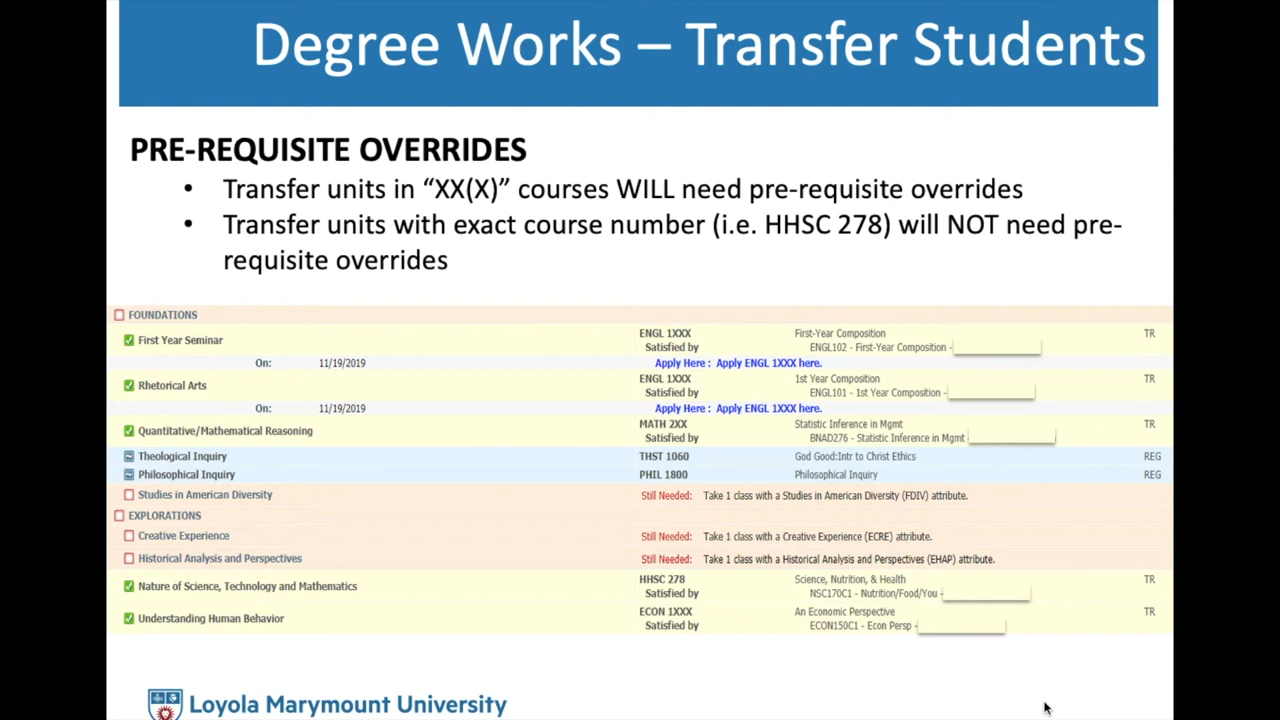 Degree Works – Transfer Students
PRE-REQUISITE OVERRIDES
• Transfer units in “XX(X)” courses WILL need pre-requisite overrides
• Transfer units with exact course number (i.e. HHSC 278) will NOT need pre-
requisite overrides
FOUNDATIONS
First Year Seminar ENGL 1XXX First-Year Composition TR
Satisfied by ENGL102 - First-Year Composition -
On: 11/19/2019 Apply Here : Apply ENGL 1XXX here.
Rhetorical Arts ENGL 1XXX 1st Year Composition TR
Satisfied by ENGL101 - 1st Year Composition -
On: 11/19/2019 Apply Here : Apply ENGL 1XXX here.
Quantitative/Mathematical Reasoning MATH 2XX Statistic Inference in Mgmt TR
Satisfied by BNAD276 - Statistic Inference in Mgmt
Theological Inquiry THST 1060 God Good:Intr to Christ Ethics REG
Philosophical Inquiry PHIL 1800 Philosophical Inquiry REG
Studies in American Diversity Still Needed: Take 1 class with a Studies in American Diversity (FDIV) attribute.
EXPLORATIONS
Creative Experience Still Needed: Take 1 class with a Creative Experience (ECRE) attribute.
Historical Analysis and Perspectives Still Needed: Take 1 class with a Historical Analysis and Perspectives (EHAP) attribute.
Nature of Science, Technology and Mathematics HHSC 278 Science, Nutrition, & Health TR
Satisfied by NSC170C1 - Nutrition/Food/You -
Understanding Human Behavior ECON 1XXX An Economic Perspective TR
Satisfied by ECON150C1 - Econ Persp -
Loyola Marymount University